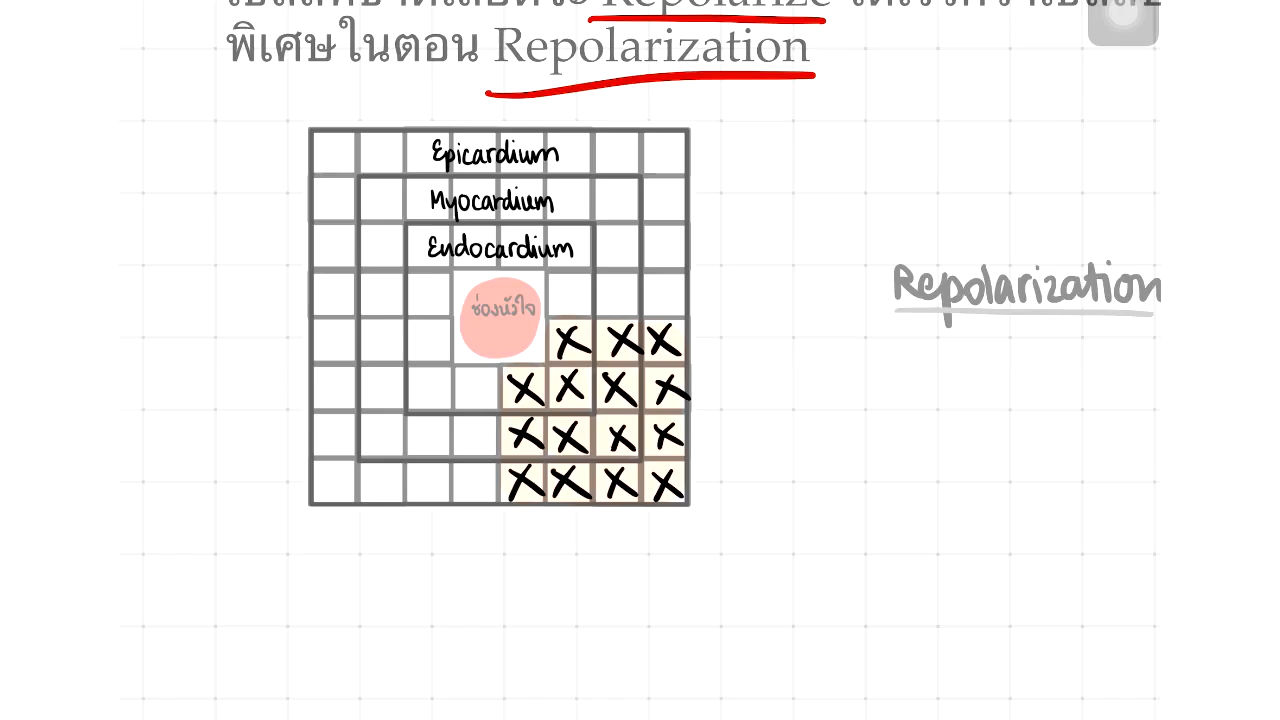 Repolarize
พิเศษในตอน Repolarization
Epicardium
Myocardium
Endocardium
ช่องหัวใจ
Repolarization
X X X
X X X X
X X X X
X X X X